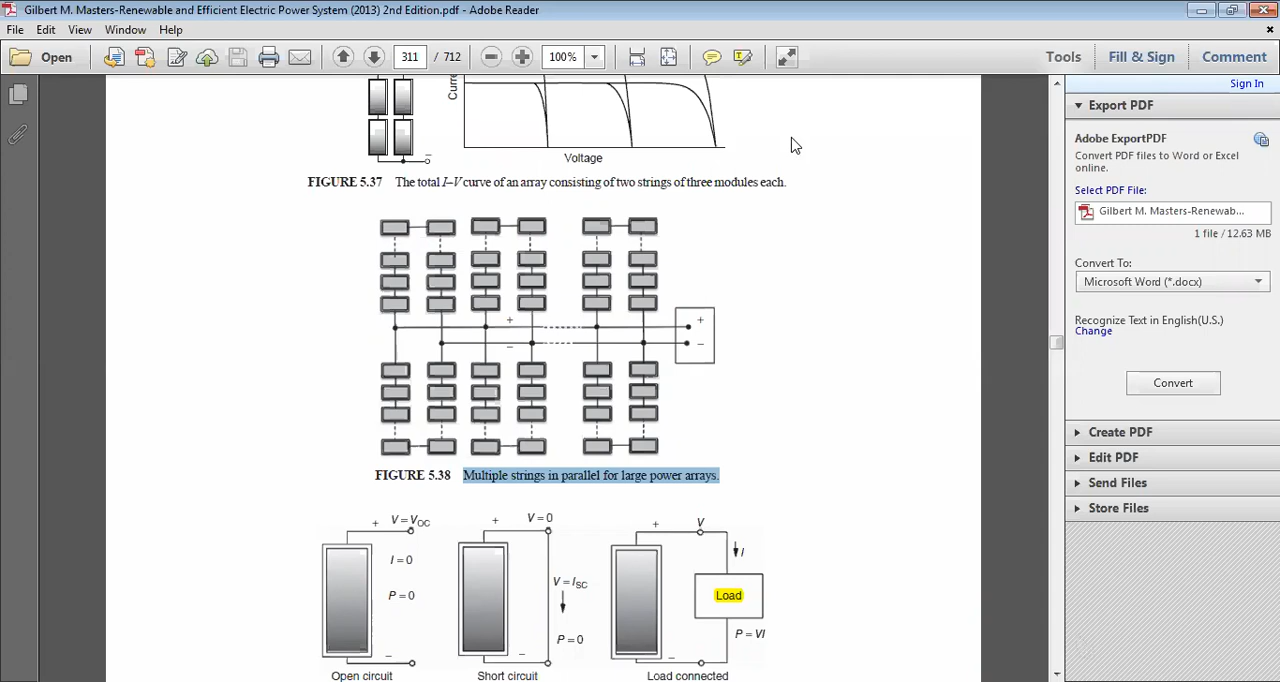 Gilbert M. Masters-Renewable and Efficient Electric Power System (2013) 2nd Edition.pdf - Adobe Reader
File Edit View Window Help
Open 311 / 712 100% Tools Fill & Sign Comment
Sign In
Export PDF
Adobe ExportPDF
Convert PDF files to Word or Excel
online.
Select PDF File:
Gilbert M. Masters-Renewab...
1 file / 12.63 MB
Convert To:
Microsoft Word (*.docx)
Recognize Text in English(U.S.)
Change
Convert
Create PDF
Edit PDF
Send Files
Store Files
Voltage
FIGURE 5.37 The total I–V curve of an array consisting of two strings of three modules each.
+ +
– –
FIGURE 5.38 Multiple strings in parallel for large power arrays.
+ V = VOC
I = 0
P = 0
–
Open circuit
+ V = 0
V = ISC
P = 0
–
Short circuit
+ V
I
Load
P = VI
–
Load connected